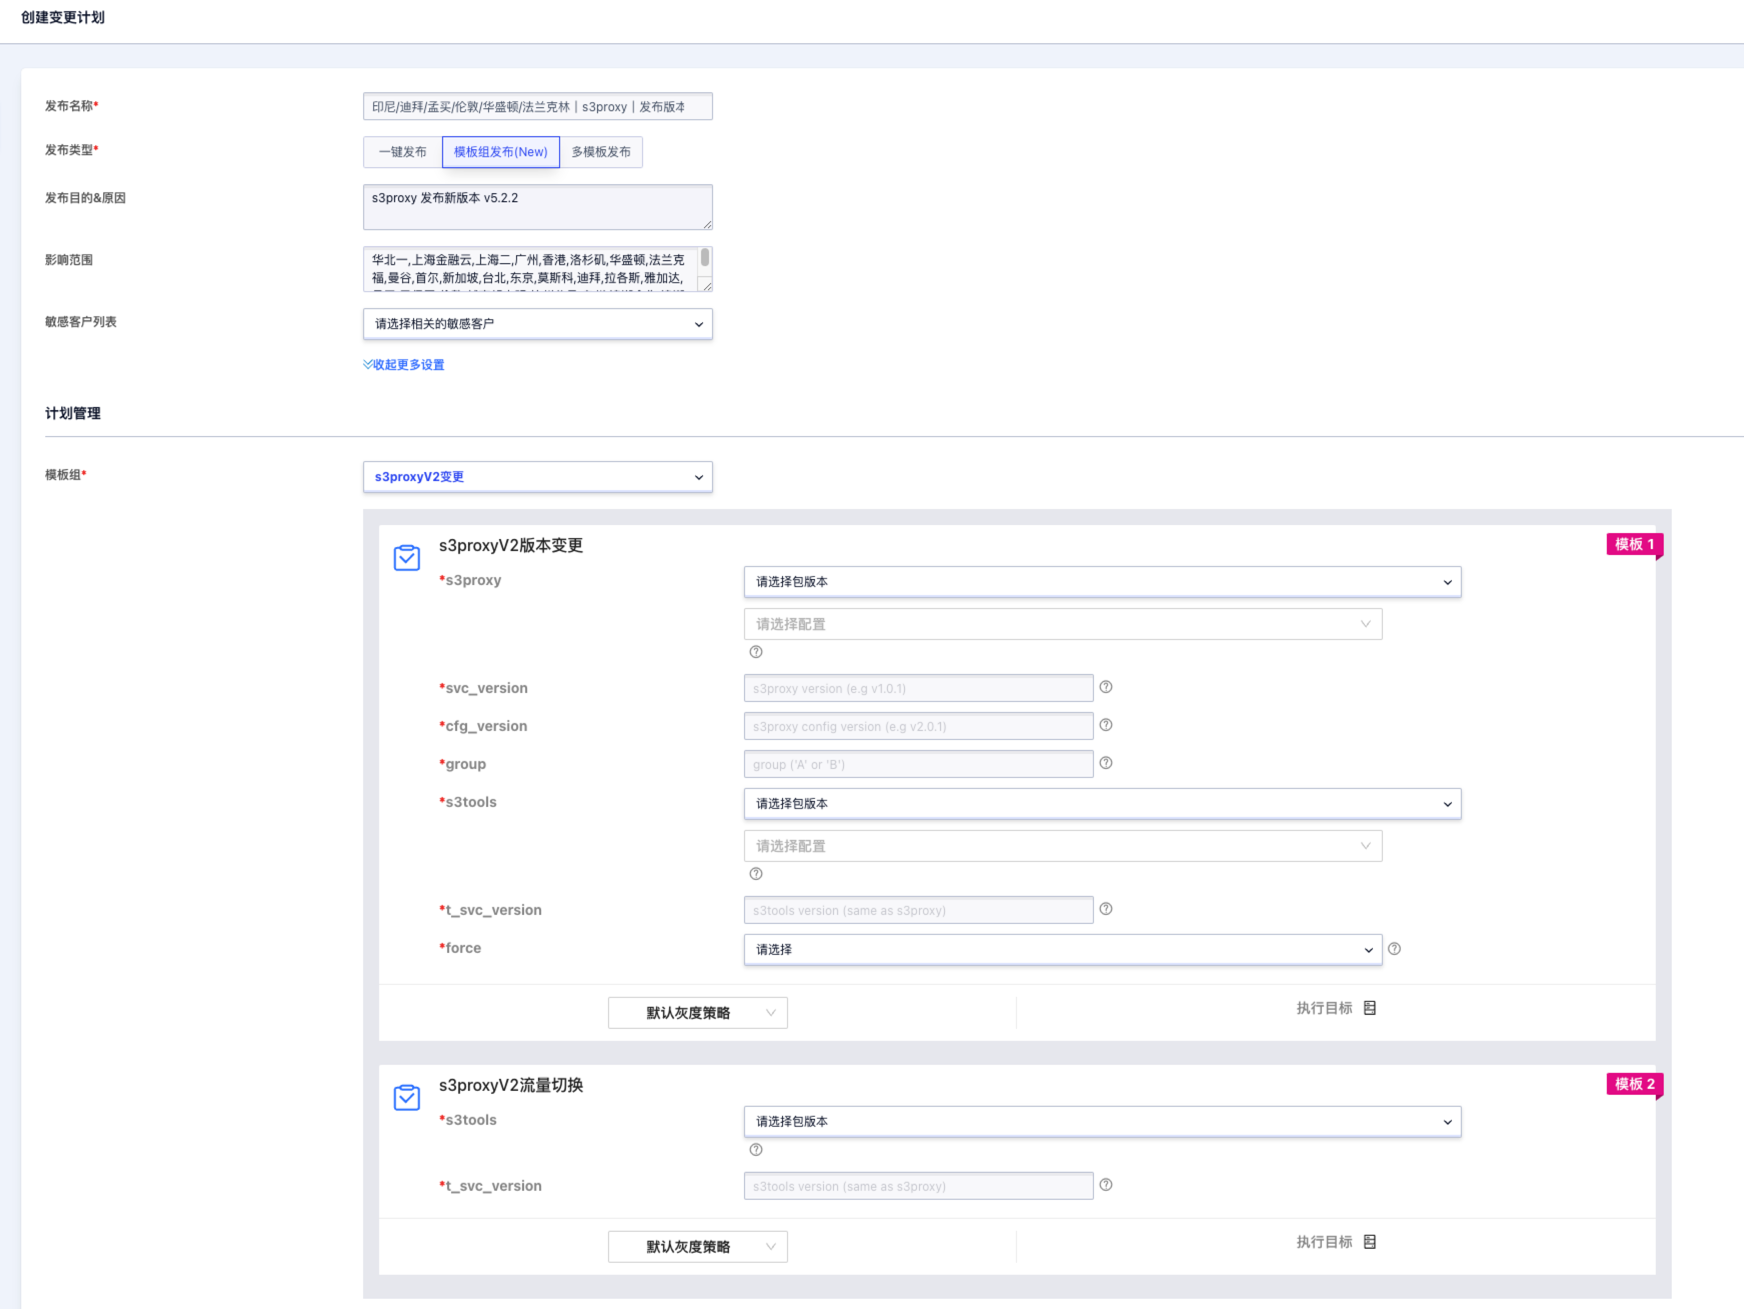 创建变更计划
发布名称*
印尼/迪拜/孟买/伦敦/华盛顿/法兰克林 | s3proxy | 发布版本
发布类型*
一键发布 模板组发布(New) 多模板发布
发布目的&原因
s3proxy 发布新版本 v5.2.2
影响范围
华北一,上海金融云,上海二,广州,香港,洛杉矶,华盛顿,法兰克
福,曼谷,首尔,新加坡,台北,东京,莫斯科,迪拜,拉各斯,雅加达,
敏感客户列表
请选择相关的敏感客户
收起更多设置
计划管理
模板组*
s3proxyV2变更
s3proxyV2版本变更
模板 1
*s3proxy
请选择包版本
请选择配置
*svc_version
s3proxy version (e.g v1.0.1)
*cfg_version
s3proxy config version (e.g v2.0.1)
*group
group ('A' or 'B')
*s3tools
请选择包版本
请选择配置
*t_svc_version
s3tools version (same as s3proxy)
*force
请选择
默认灰度策略
执行目标
s3proxyV2流量切换
模板 2
*s3tools
请选择包版本
*t_svc_version
s3tools version (same as s3proxy)
默认灰度策略
执行目标